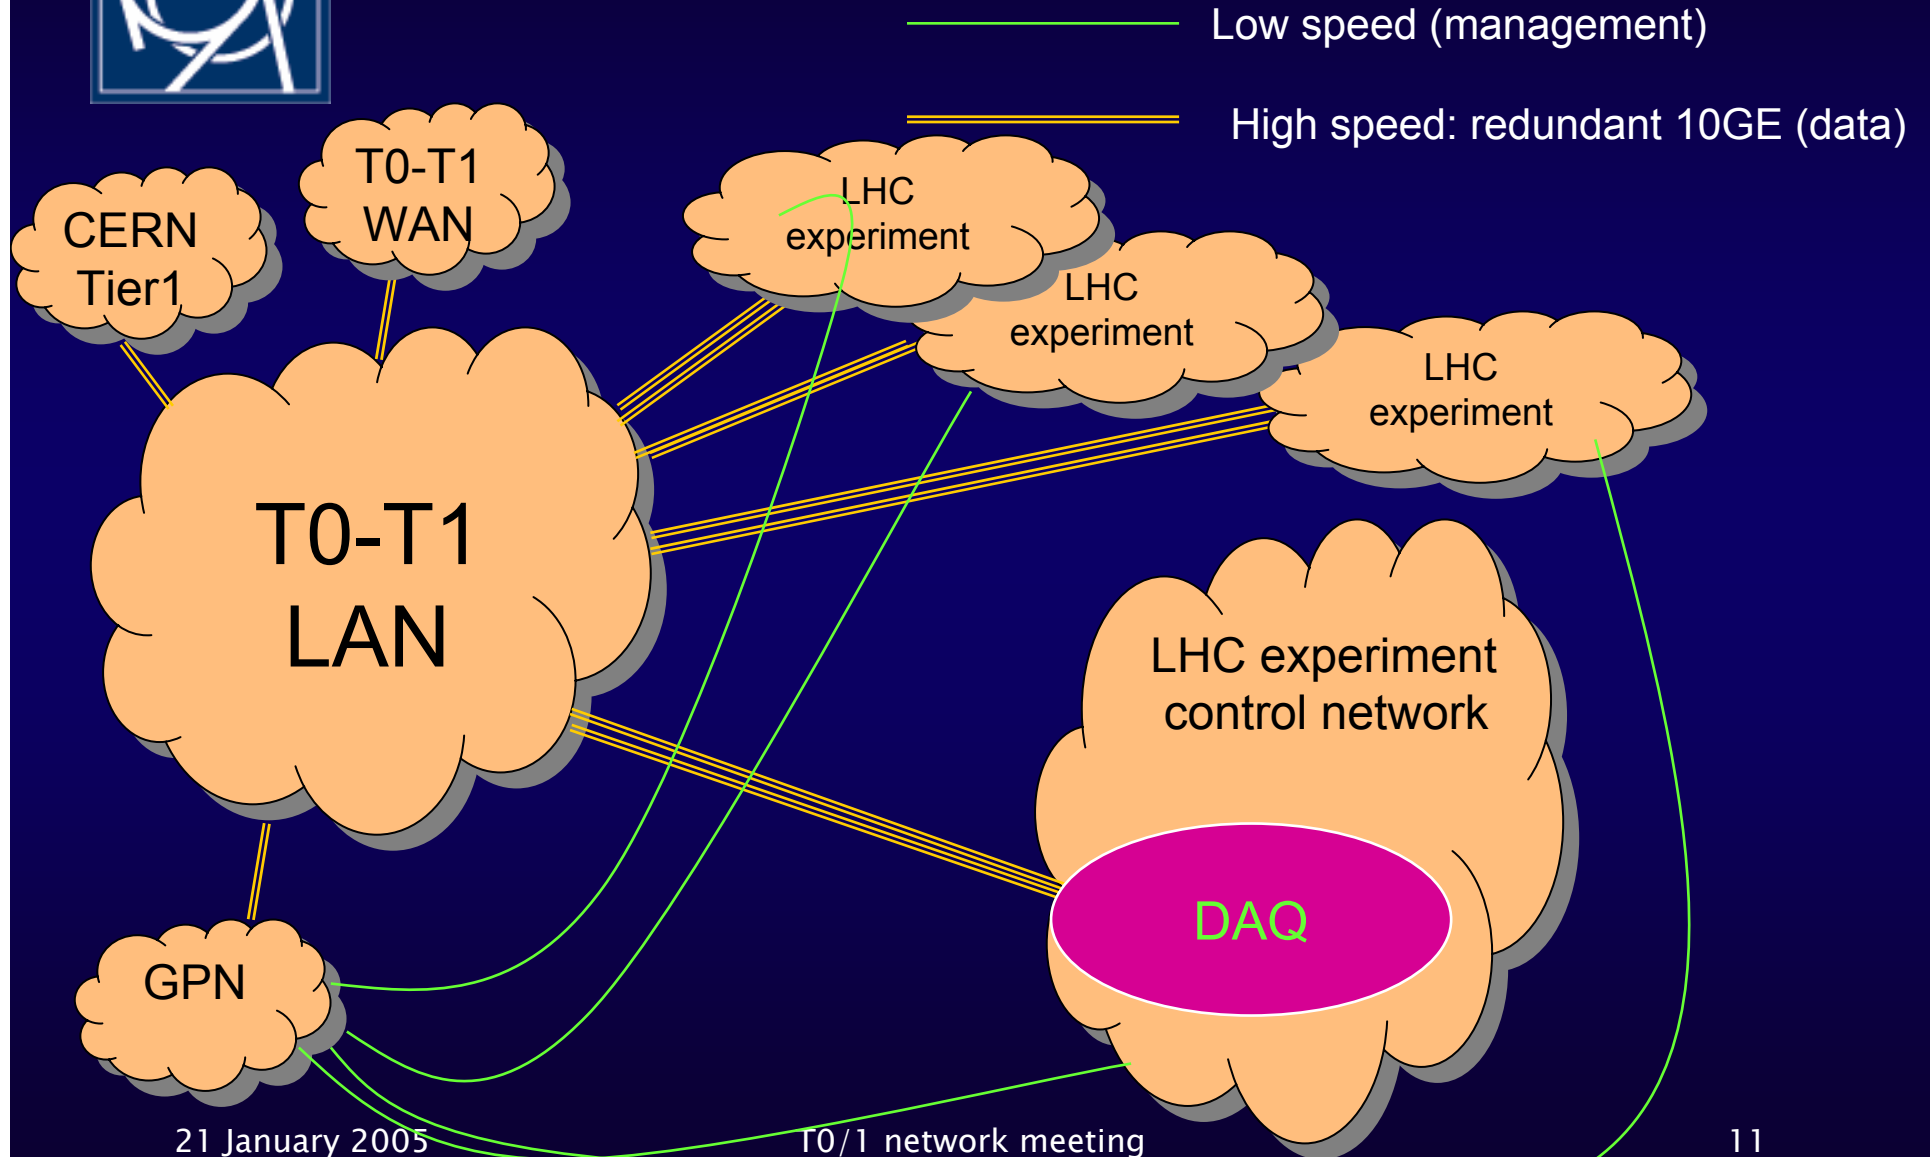 Low speed (management)
High speed: redundant 10GE (data)
T0-T1
WAN
CERN
Tier1
LHC
experiment
LHC
experiment
LHC
experiment
T0-T1
LAN
LHC experiment
control network
DAQ
GPN
21 January 2005
T0/1 network meeting
11